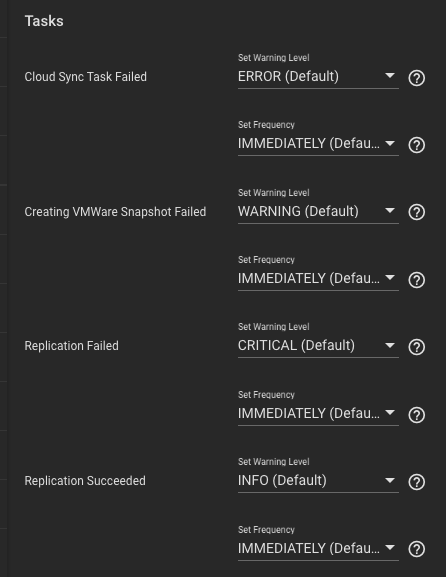 Tasks
Set Warning Level
Cloud Sync Task Failed
ERROR (Default)
Set Frequency
IMMEDIATELY (Defau...
Set Warning Level
Creating VMWare Snapshot Failed
WARNING (Default)
Set Frequency
IMMEDIATELY (Defau...
Set Warning Level
Replication Failed
CRITICAL (Default)
Set Frequency
IMMEDIATELY (Defau...
Set Warning Level
Replication Succeeded
INFO (Default)
Set Frequency
IMMEDIATELY (Defau...